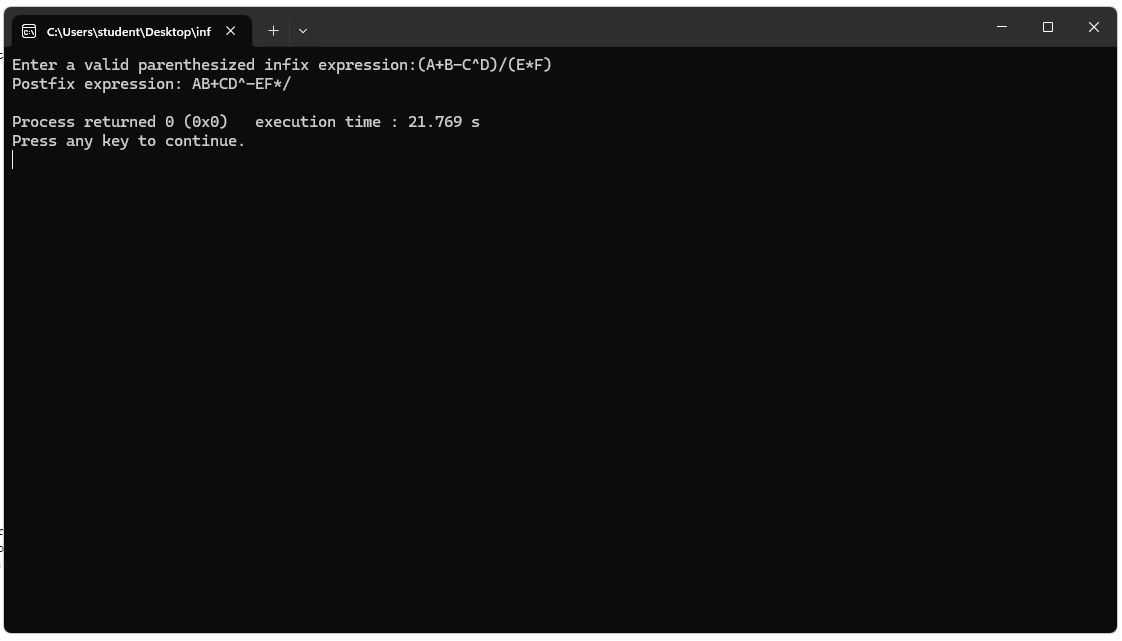 C:\Users\student\Desktop\inf
Enter a valid parenthesized infix expression:(A+B-C^D)/(E*F)
Postfix expression: AB+CD^-EF*/
Process returned 0 (0x0)   execution time : 21.769 s
Press any key to continue.